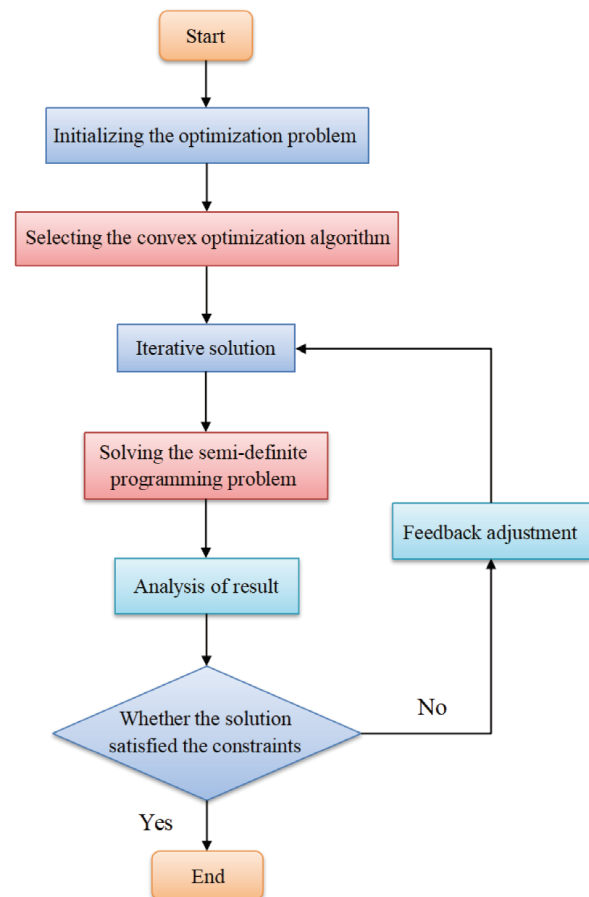 Start
Initializing the optimization problem
Selecting the convex optimization algorithm
Iterative solution
Solving the semi-definite
programming problem
Feedback adjustment
Analysis of result
Whether the solution
satisfied the constraints
No
Yes
End